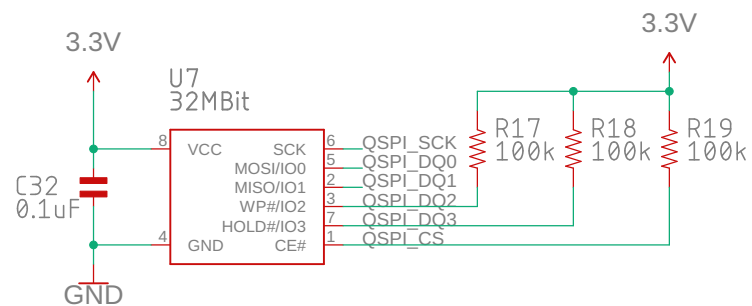 3.3V
3.3V
U7
32MBit
R17
100k
R18
100k
R19
100k
C32
0.1uF
8 VCC SCK 6 QSPI_SCK
MOSI/IO0 5 QSPI_DQ0
MISO/IO1 2 QSPI_DQ1
WP#/IO2 3 QSPI_DQ2
HOLD#/IO3 7 QSPI_DQ3
4 GND CE# 1 QSPI_CS
GND